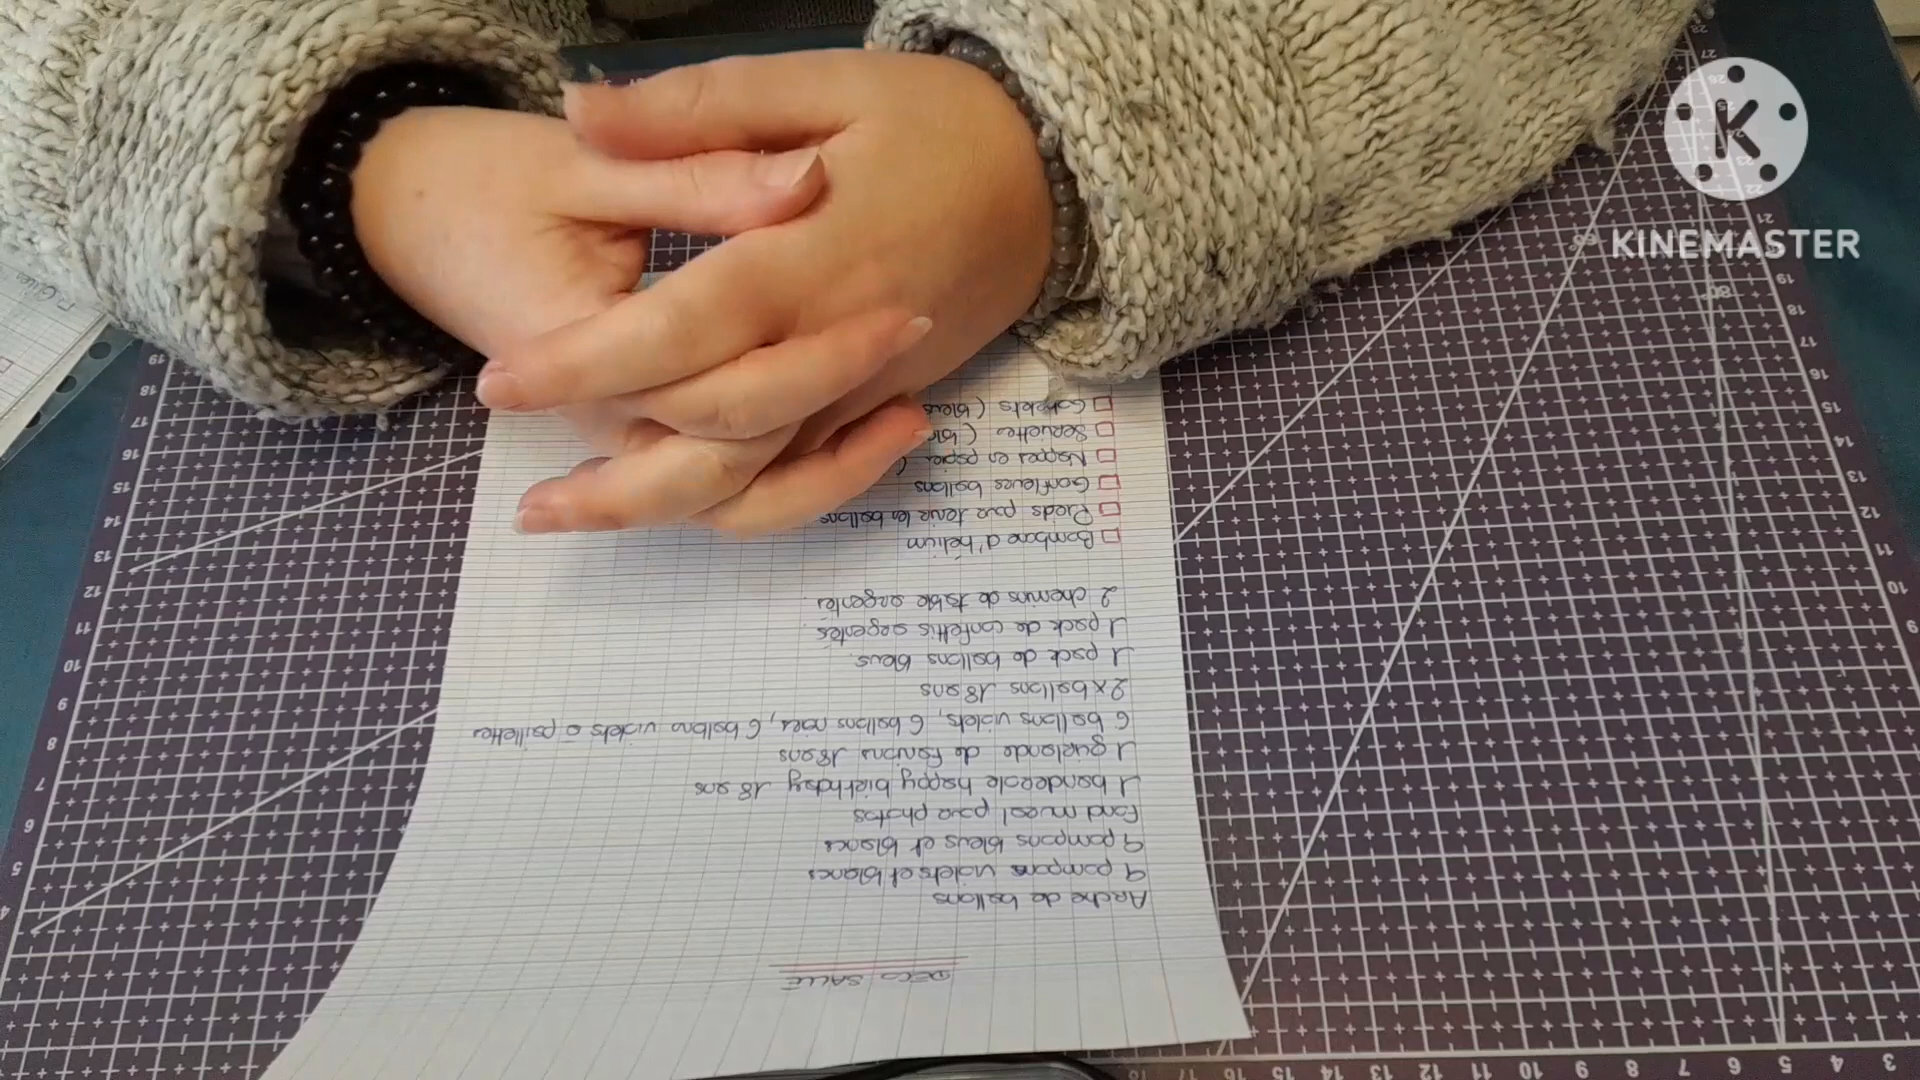 DÉCO SALLE
Arche de ballons
9 pompons violets et blancs
9 pompons bleus et blancs
Fond mural pour photos
1 banderole happy birthday 18 ans
1 guirlande de fanions 18 ans
6 ballons violets, 6 ballons noirs, 6 ballons violets à paillettes
2 x ballons 18 ans
1 pack de ballons bleus
1 pack de confettis argentés
2 chemins de table argentés
Bombone d'hélium
Pieds pour tenir les ballons
Gonfleurs ballons
Nappes en papier (
Serviettes (
Gobelets (bleus
KINEMASTER